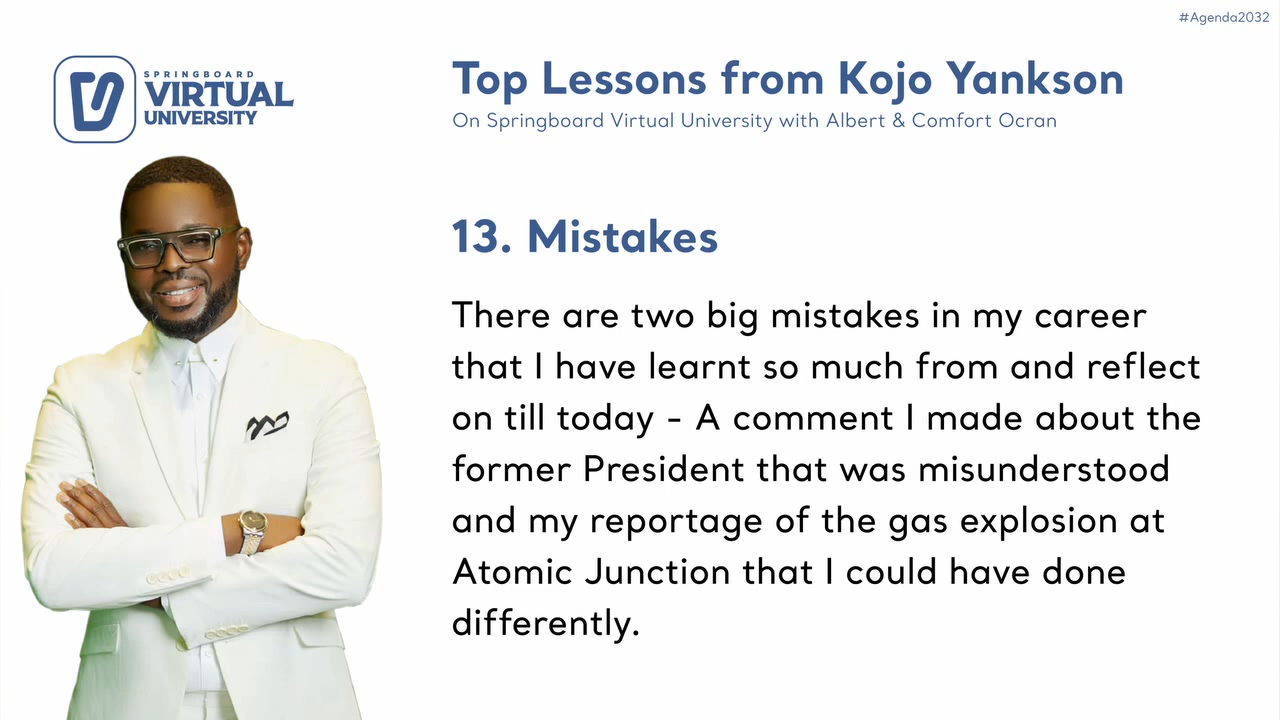 #Agenda2032
SPRINGBOARD
VIRTUAL
UNIVERSITY
Top Lessons from Kojo Yankson
On Springboard Virtual University with Albert & Comfort Ocran
13. Mistakes
There are two big mistakes in my career
that I have learnt so much from and reflect
on till today - A comment I made about the
former President that was misunderstood
and my reportage of the gas explosion at
Atomic Junction that I could have done
differently.